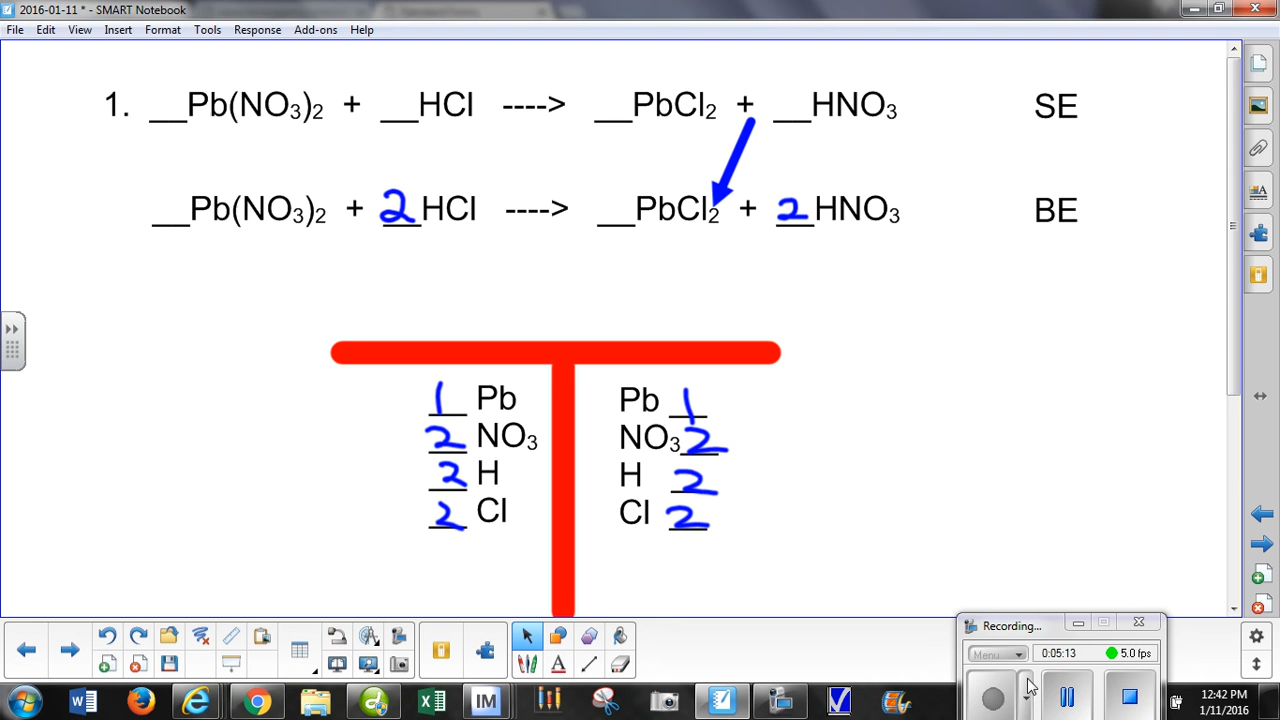 2016-01-11 * - SMART Notebook
File Edit View Insert Format Tools Response Add-ons Help
1. __Pb(NO₃)₂ + __HCl ----> __PbCl₂ + __HNO₃ SE
__Pb(NO₃)₂ + 2HCl ----> __PbCl₂ + 2HNO₃ BE
1 Pb Pb 1
2 NO₃ NO₃ 2
2 H H 2
2 Cl Cl 2
Recording...
Menu 0:05:13 5.0 fps
IM
12:42 PM
1/11/2016